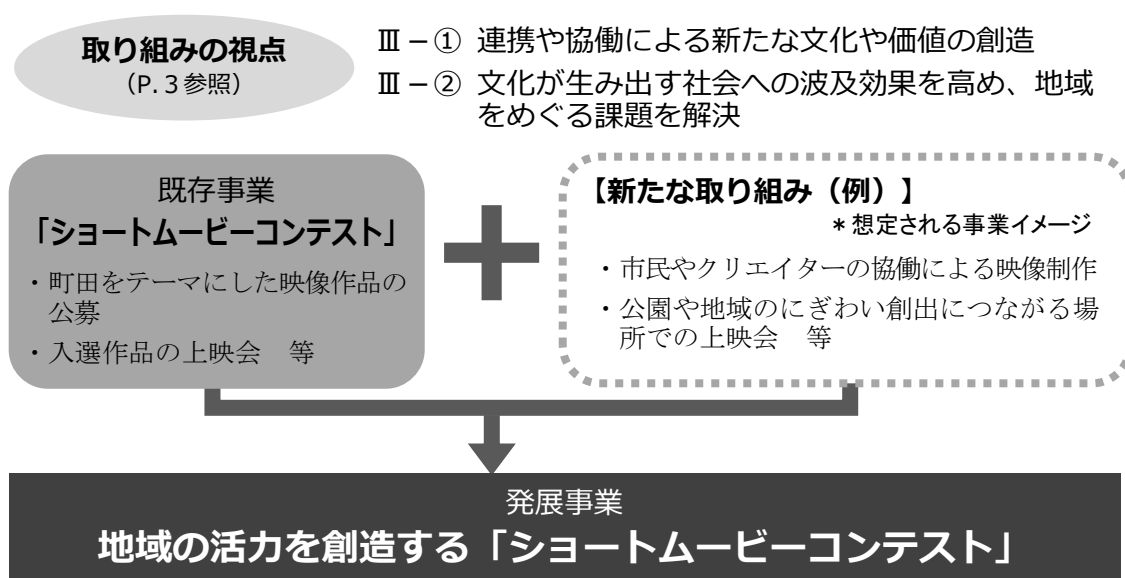 取り組みの視点
（P.３参照）
Ⅲ－① 連携や協働による新たな文化や価値の創造
Ⅲ－② 文化が生み出す社会への波及効果を高め、地域
をめぐる課題を解決
既存事業
「ショートムービーコンテスト」
・町田をテーマにした映像作品の
公募
・入選作品の上映会　等
【新たな取り組み（例）】
＊想定される事業イメージ
・市民やクリエイターの協働による映像制作
・公園や地域のにぎわい創出につながる場
所での上映会　等
発展事業
地域の活力を創造する「ショートムービーコンテスト」